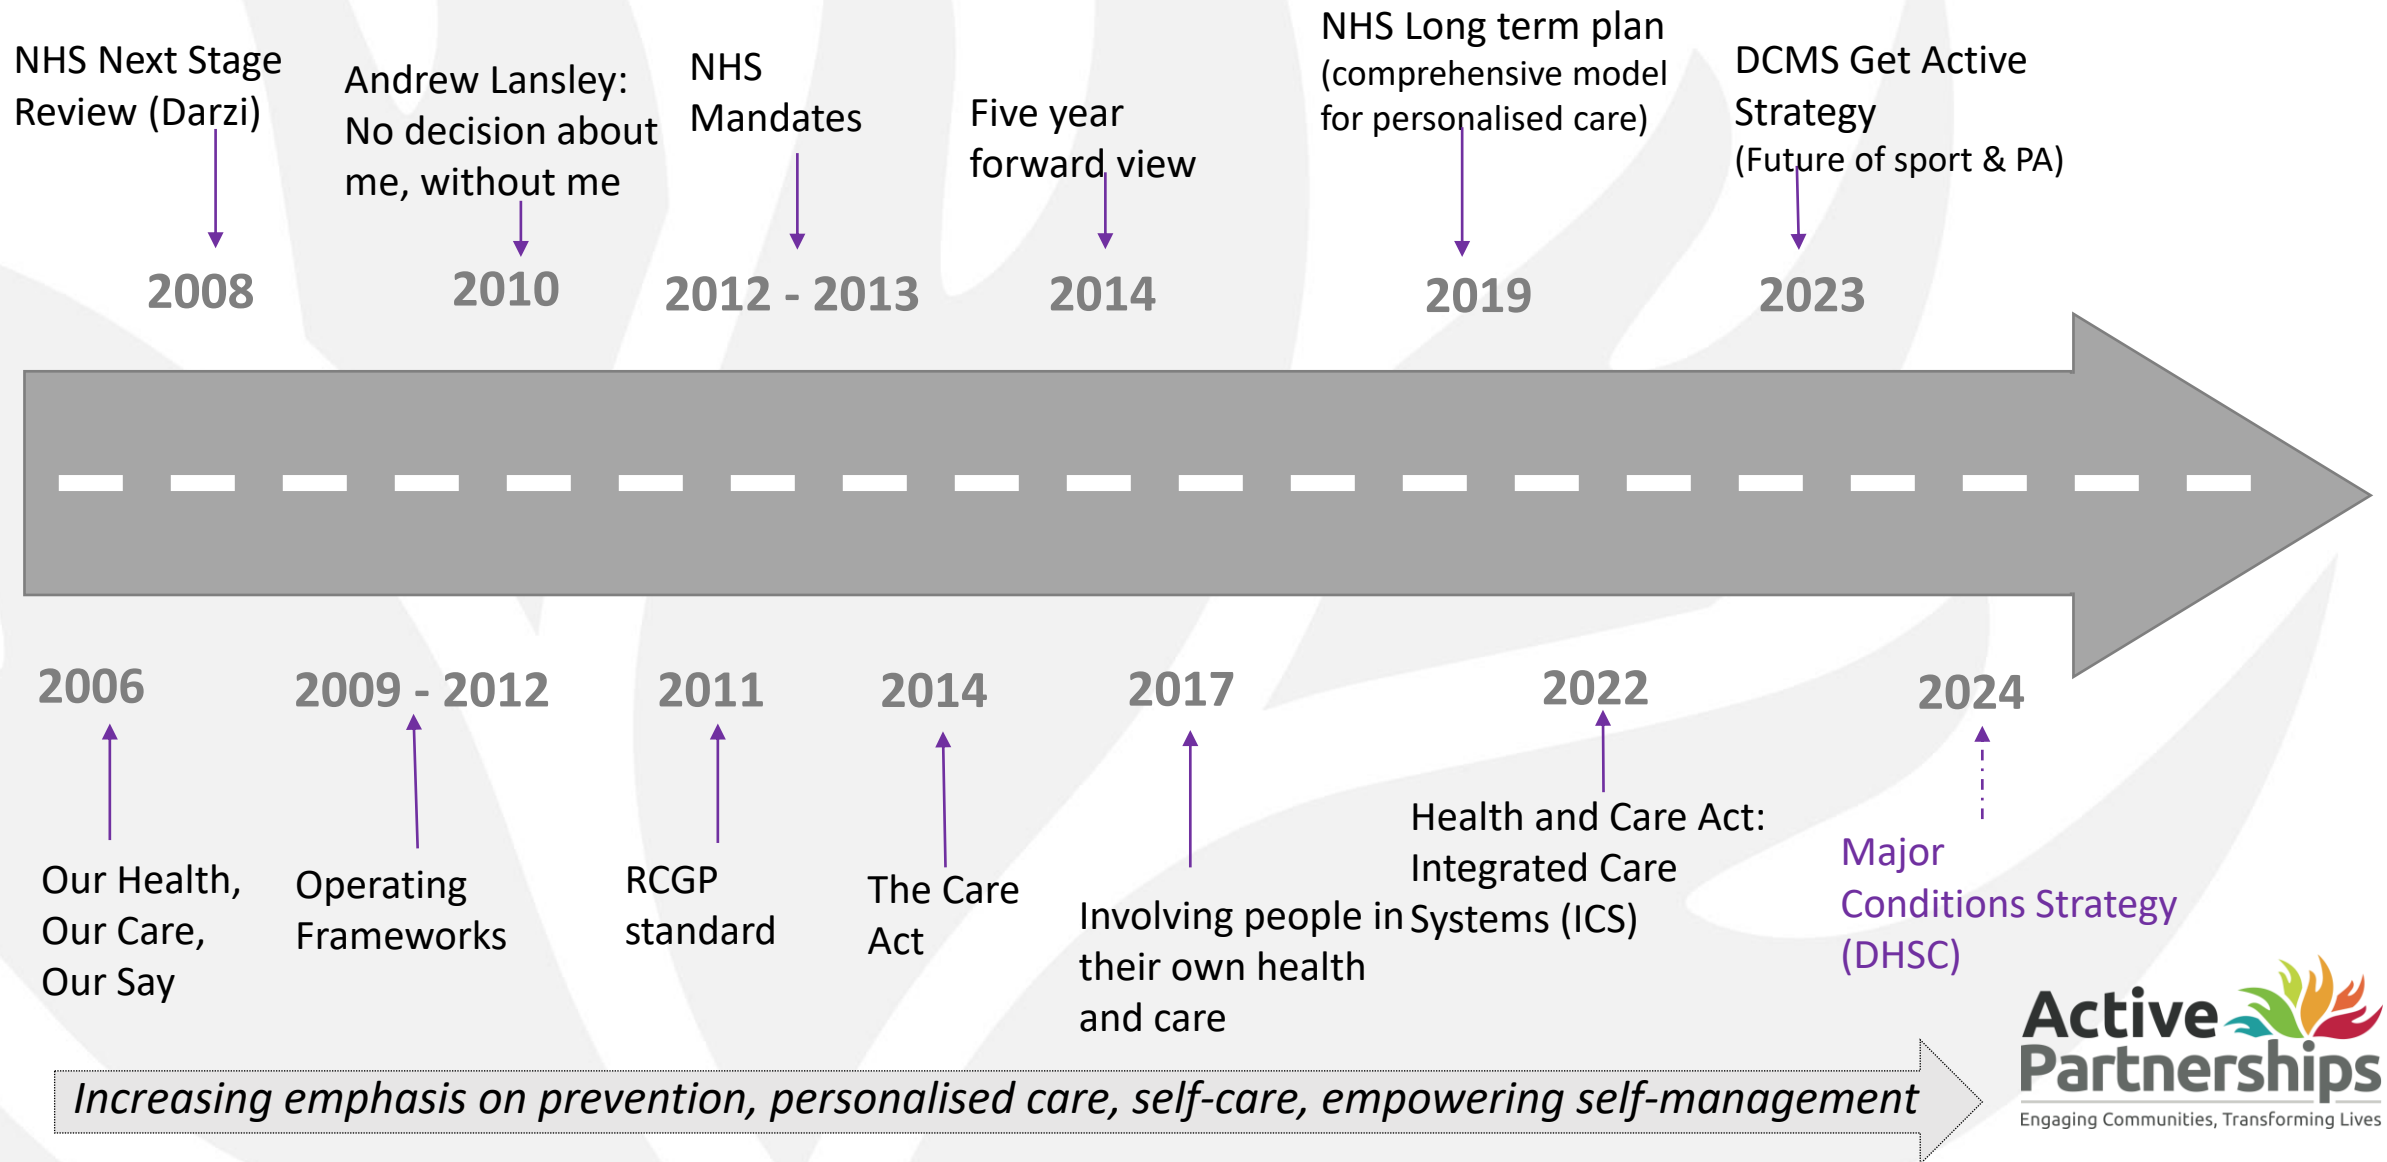 NHS Next Stage
Review (Darzi)
Andrew Lansley:
No decision about
me, without me
NHS
Mandates
Five year
forward view
NHS Long term plan
(comprehensive model
for personalised care)
DCMS Get Active
Strategy
(Future of sport & PA)
2008
2010
2012 - 2013
2014
2019
2023
2006
2009 - 2012
2011
2014
2017
2022
2024
Our Health,
Our Care,
Our Say
Operating
Frameworks
RCGP
standard
The Care
Act
Involving people in
their own health
and care
Health and Care Act:
Integrated Care
Systems (ICS)
Major
Conditions Strategy
(DHSC)
Increasing emphasis on prevention, personalised care, self-care, empowering self-management
Active
Partnerships
Engaging Communities, Transforming Lives